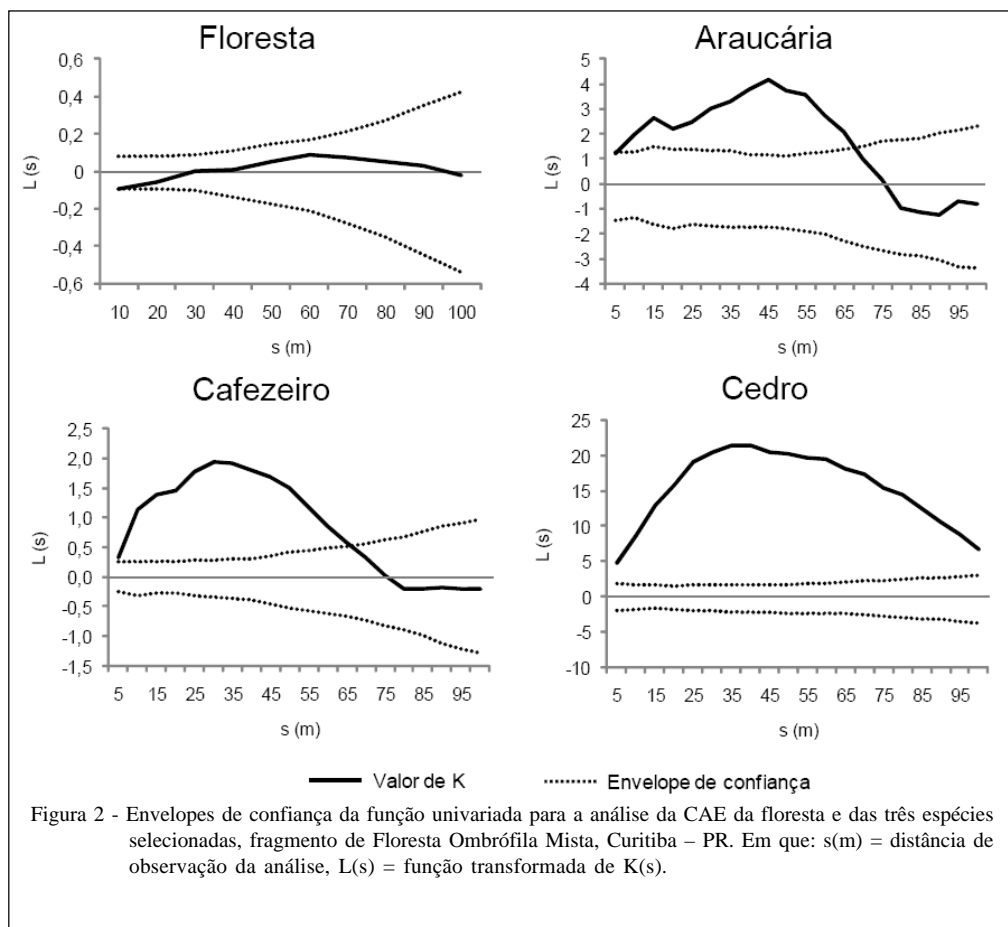 Floresta
0,6
0,4
0,2
0
-0,2
-0,4
-0,6
L (s)
10 20 30 40 50 60 70 80 90 100
s (m)
Araucária
5
4
3
2
1
0
-1
-2
-3
-4
L (s)
5 15 25 35 45 55 65 75 85 95
s (m)
Cafezeiro
2,5
2,0
1,5
1,0
0,5
0,0
-0,5
-1,0
-1,5
L (s)
5 15 25 35 45 55 65 75 85 95
s (m)
Cedro
25
20
15
10
5
0
-5
-10
L (s)
5 15 25 35 45 55 65 75 85 95
s (m)
Valor de K Envelope de confiança
Figura 2 - Envelopes de confiança da função univariada para a análise da CAE da floresta e das três espécies
selecionadas, fragmento de Floresta Ombrófila Mista, Curitiba – PR. Em que: s(m) = distância de
observação da análise, L(s) = função transformada de K(s).